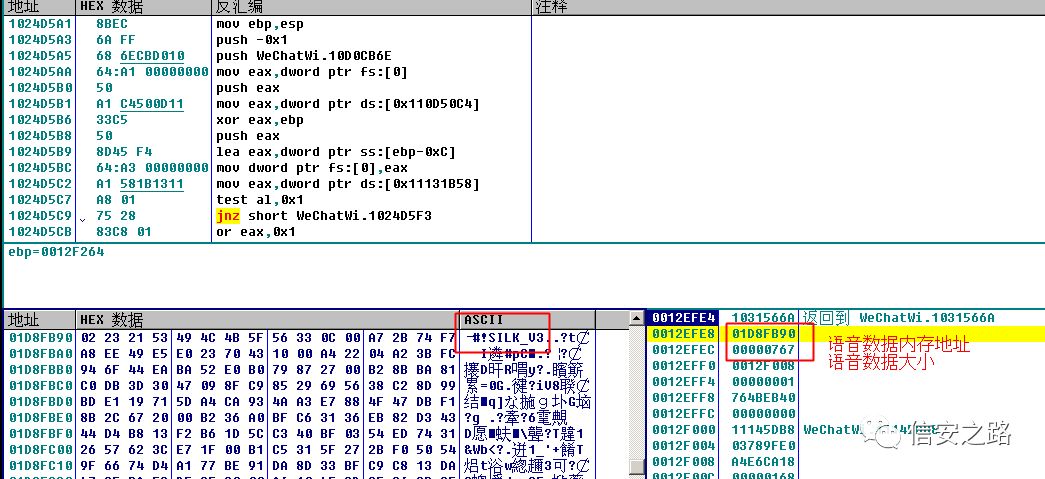 地址 HEX 数据 反汇编 注释
1024D5A1 8BEC mov ebp,esp
1024D5A3 6A FF push -0x1
1024D5A5 68 6ECBD010 push WeChatWi.10D0CB6E
1024D5AA 64:A1 00000000 mov eax,dword ptr fs:[0]
1024D5B0 50 push eax
1024D5B1 A1 C4500D11 mov eax,dword ptr ds:[0x110D50C4]
1024D5B6 33C5 xor eax,ebp
1024D5B8 50 push eax
1024D5B9 8D45 F4 lea eax,dword ptr ss:[ebp-0xC]
1024D5BC 64:A3 00000000 mov dword ptr fs:[0],eax
1024D5C2 A1 581B1311 mov eax,dword ptr ds:[0x11131B58]
1024D5C7 A8 01 test al,0x1
1024D5C9 75 28 jnz short WeChatWi.1024D5F3
1024D5CB 83C8 01 or eax,0x1
ebp=0012F264
地址 HEX 数据 ASCII
01D8FB90 02 23 21 53 49 4C 4B 5F 56 33 0C 00 A7 2B 74 F7 #!SILK_V3..?t
01D8FBA0 A8 EE 49 E5 E0 23 70 43 10 00 A4 22 04 A2 3B FC
01D8FBB0 94 6F 44 EA BA 52 E0 B0 79 87 27 00 B2 8B BA 81
01D8FBC0 C0 DB 3D 30 47 09 8F C9 85 29 69 56 38 C2 8D 99
01D8FBD0 BD E1 19 71 5D A4 CA 93 4A A3 E7 88 4F 47 DB F1
01D8FBE0 8B 2C 67 20 00 B2 36 A0 BF C6 31 36 EB 82 D3 43
01D8FBF0 44 D4 B8 13 F2 B6 1D 5C C3 40 BF 03 54 ED 74 31
01D8FC00 26 57 62 3C E7 1F 00 B1 C5 31 5F 27 2B F0 50 54
01D8FC10 9F 66 74 D4 A1 77 BE 91 DA 8D 33 BF C9 C8 13 DA
0012EFE4 1031566A 返回到 WeChatWi.1031566A
0012EFE8 01D8FB90
0012EFEC 00000767
0012EFF0 0012F008
0012EFF4 00000001
0012EFF8 764BEB40
0012EFFC 00000000
0012F000 11145DB8 WeChatWi
0012F004 03789FE0
0012F008 A4E6CA18
0012F00C 00000168
语音数据内存地址
语音数据大小
信安之路